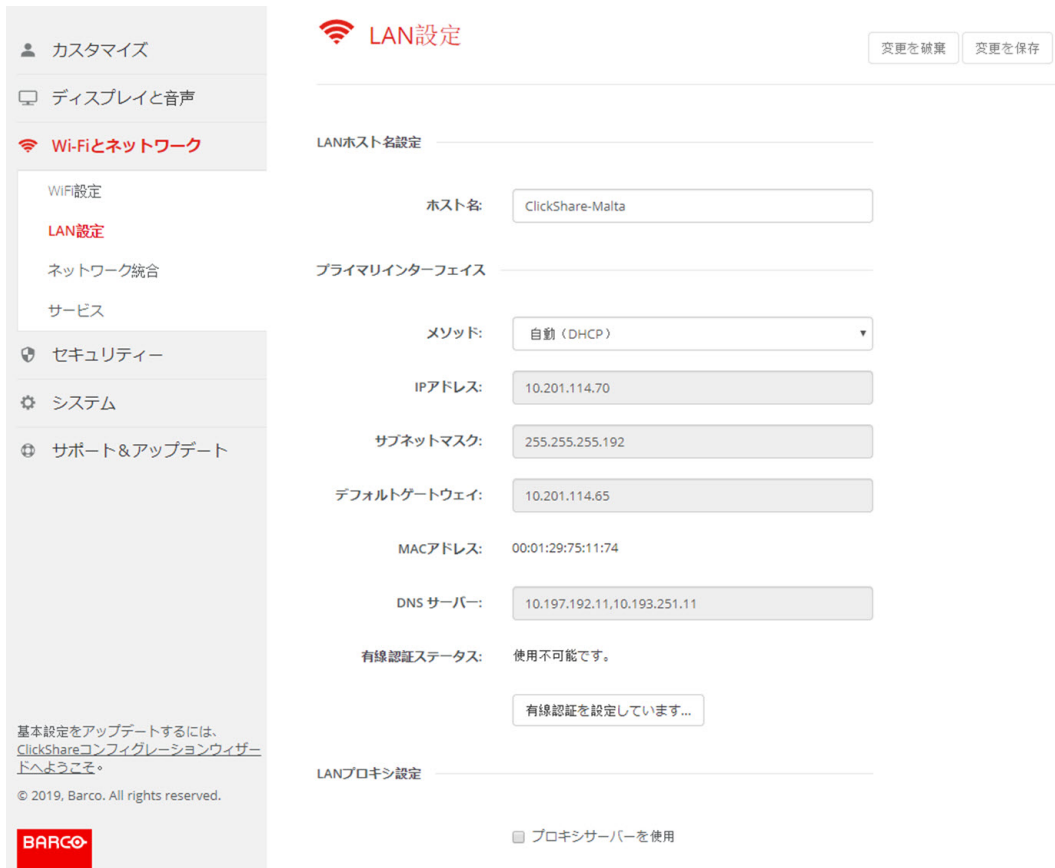 カスタマイズ
ディスプレイと音声
Wi-Fiとネットワーク
WiFi設定
LAN設定
ネットワーク統合
サービス
セキュリティー
システム
サポート＆アップデート
基本設定をアップデートするには、
ClickShareコンフィグレーションウィザー
ドへようこそ。
© 2019, Barco. All rights reserved.
BARCO
LAN設定
変更を破棄
変更を保存
LANホスト名設定
ホスト名: ClickShare-Malta
プライマリインターフェイス
メソッド: 自動（DHCP）
IPアドレス: 10.201.114.70
サブネットマスク: 255.255.255.192
デフォルトゲートウェイ: 10.201.114.65
MACアドレス: 00:01:29:75:11:74
DNS サーバー: 10.197.192.11,10.193.251.11
有線認証ステータス: 使用不可能です。
有線認証を設定しています...
LANプロキシ設定
プロキシサーバーを使用